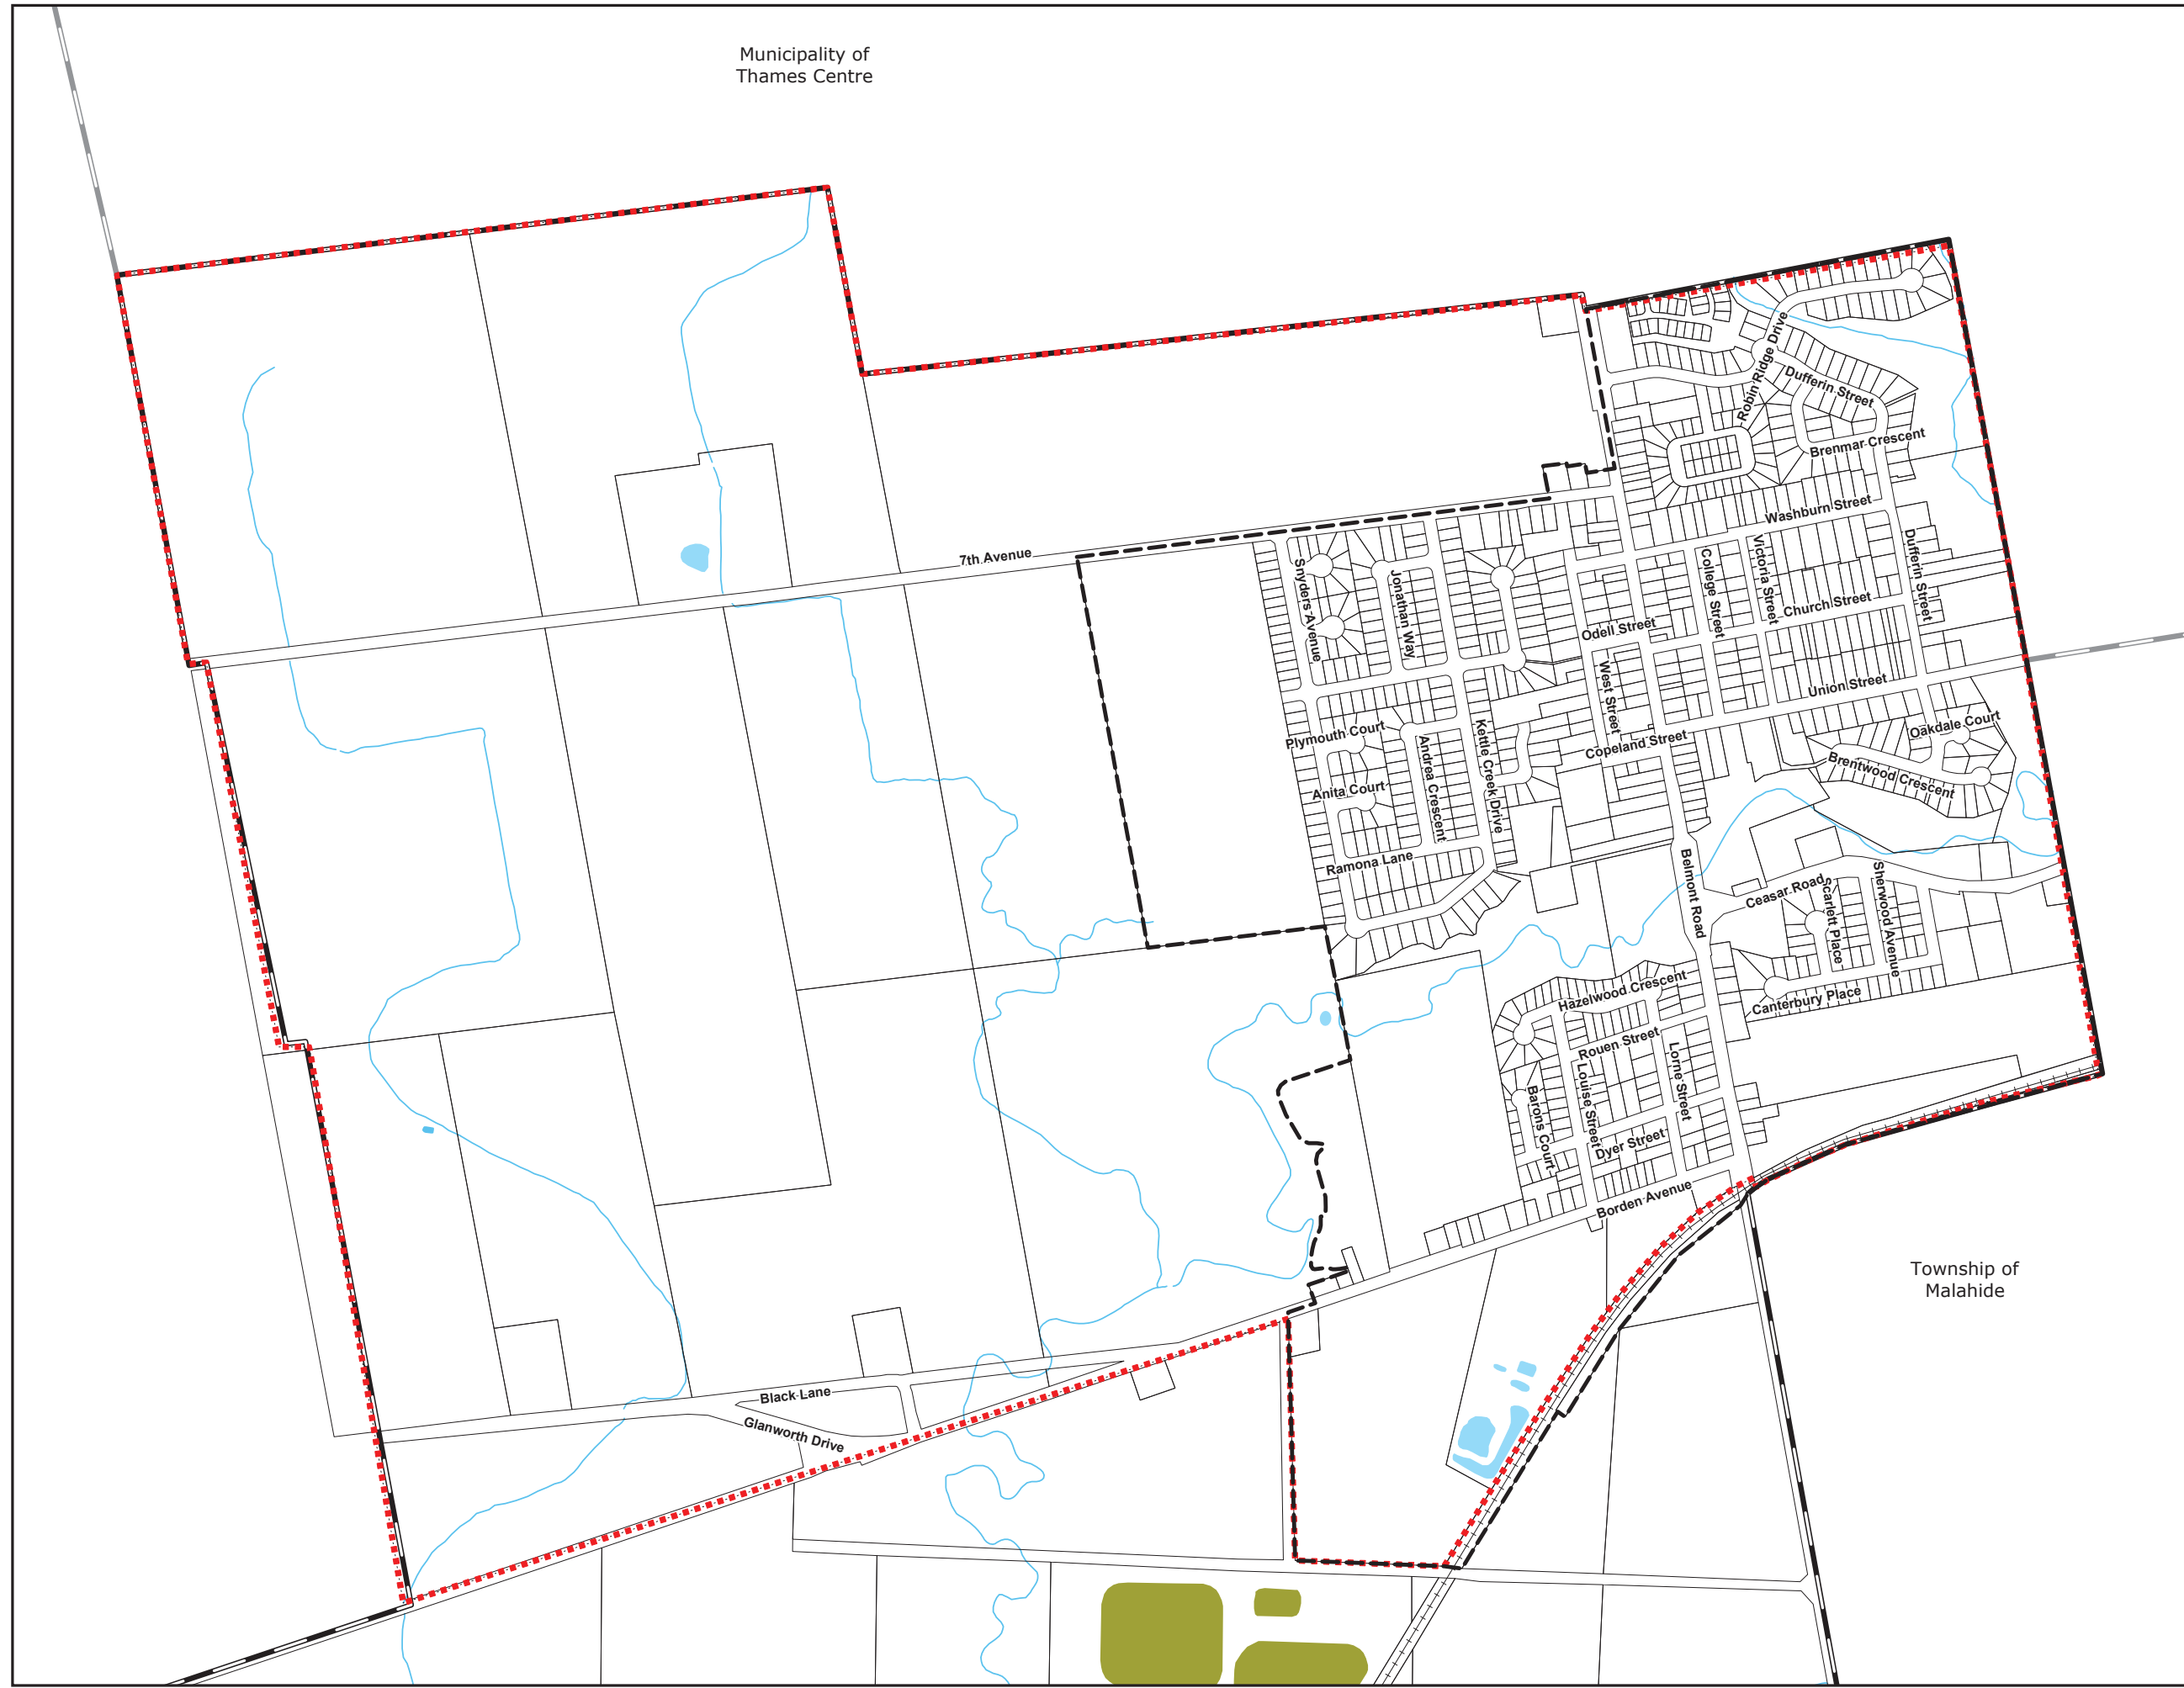 Municipality of
Thames Centre
Robin Ridge Drive
Dufferin Street
Brenmar Crescent
Washburn Street
7th Avenue
Snyders Avenue
Jonathan Way
College Street
Victoria Street
Dufferin Street
Church Street
Odell Street
West Street
Union Street
Plymouth Court
Kettle Creek Drive
Copeland Street
Oakdale Court
Andrea Crescent
Brentwood Crescent
Anita Court
Ramona Lane
Belmont Road
Ceasar Road
Scarlett Place
Sherwood Avenue
Hazelwood Crescent
Canterbury Place
Rouen Street
Lorne Street
Louise Street
Barons Court
Dyer Street
Borden Avenue
Township of
Malahide
Black Lane
Glanworth Drive